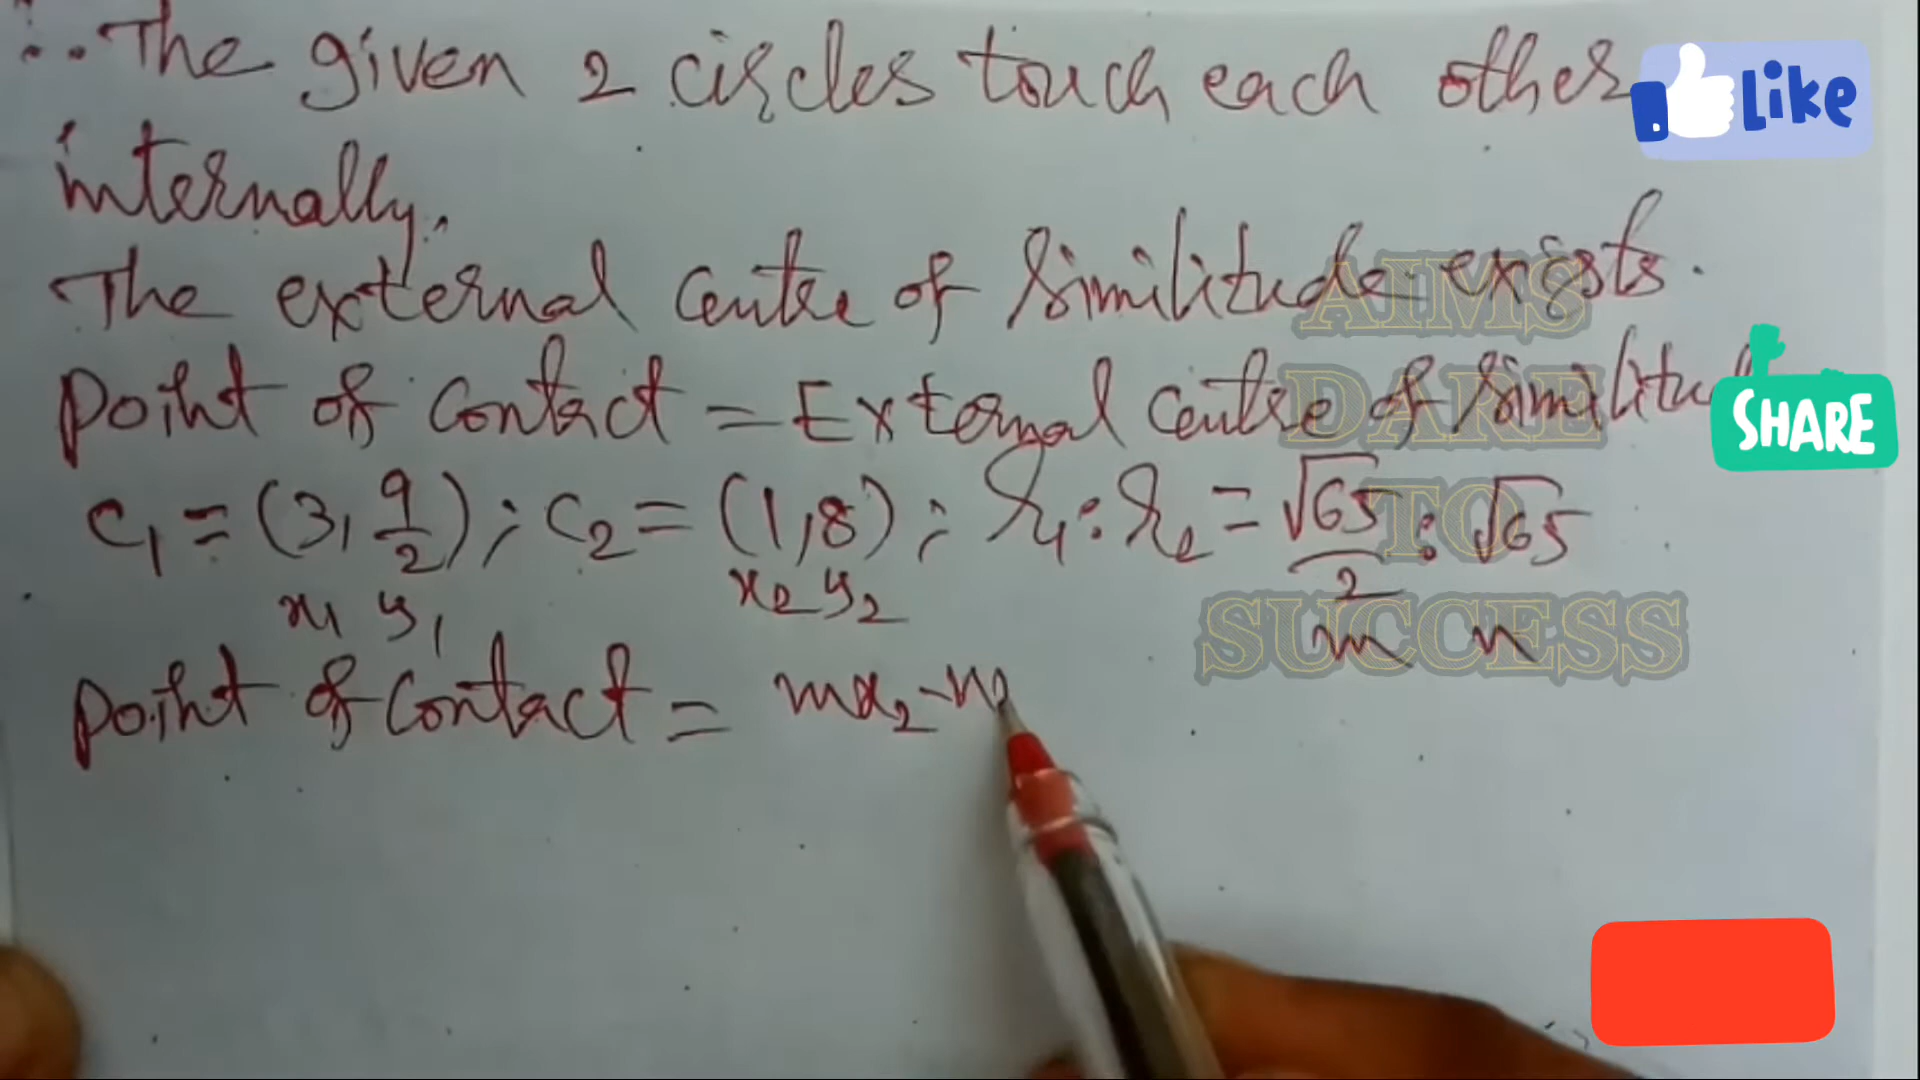 ∴ The given 2 circles touch each other
internally.
The external centre of similitude exists.
Point of contact = External centre of similitud
C₁ = (3, 9/2) ; C₂ = (1, 8) ; r₁ : r₂ = √65/2 : √65
x₁ y₁ x₂ y₂ m n
Point of contact = mx₂ - n
Like
SHARE
AIMS
DARE
TO
SUCCESS